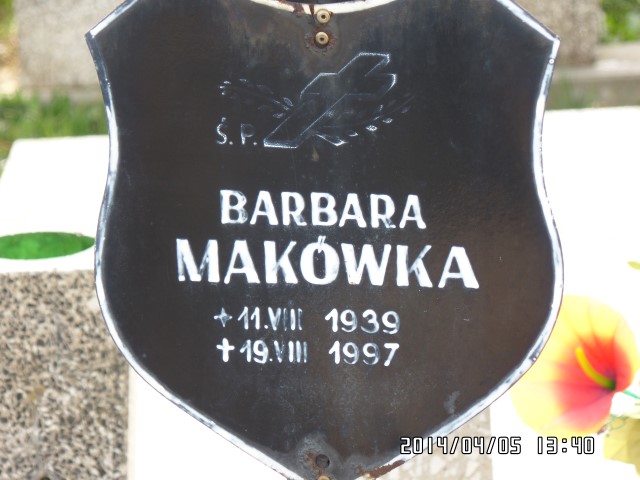 Ś. P.
BARBARA
MAKÓWKA
+ 11.VIII 1939
+ 19.VIII 1997
2014/04/05 13:40